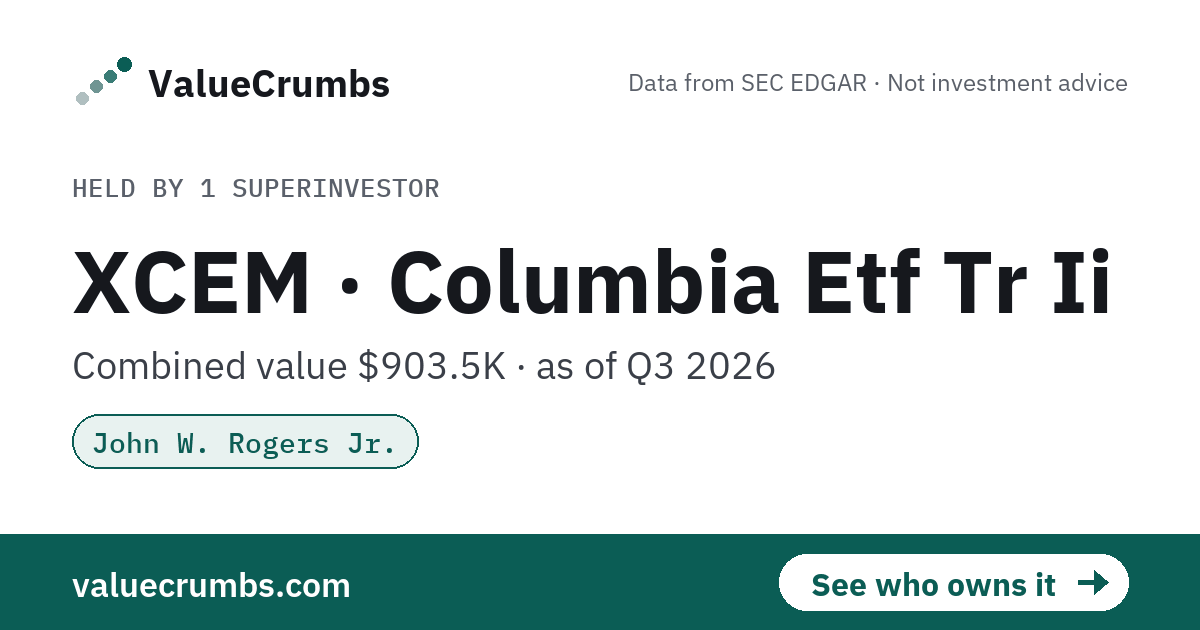 ValueCrumbs
Data from SEC EDGAR · Not investment advice
HELD BY 1 SUPERINVESTOR
XCEM · Columbia Etf Tr Ii
Combined value $903.5K · as of Q3 2026
John W. Rogers Jr.
valuecrumbs.com
See who owns it →